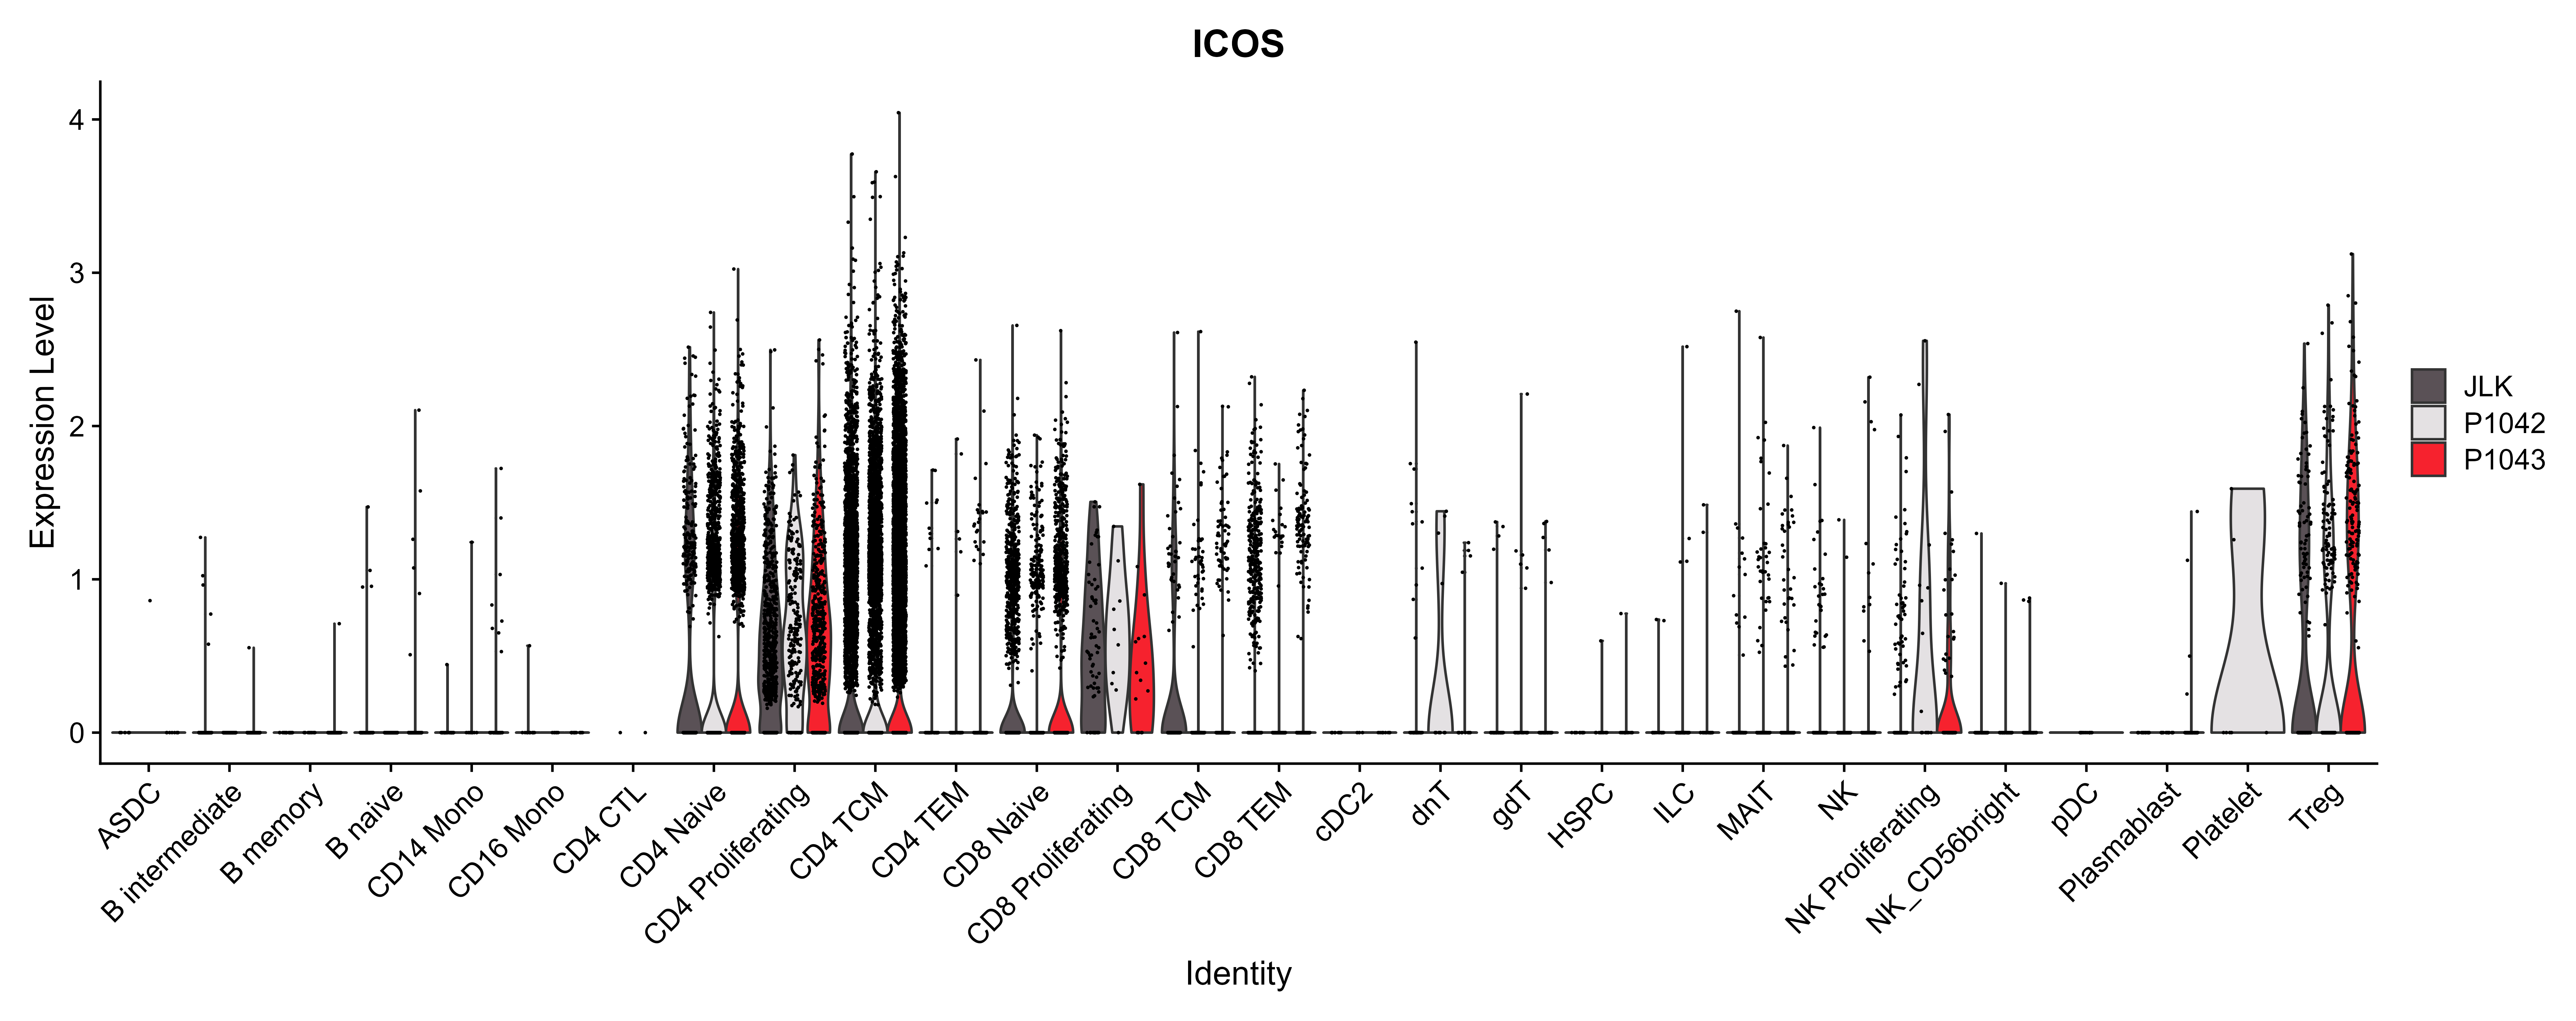 ICOS
Expression Level
4
3
2
1
0
ASDC
B intermediate
B memory
B naive
CD14 Mono
CD16 Mono
CD4 CTL
CD4 Naive
CD4 Proliferating
CD4 TCM
CD4 TEM
CD8 Naive
CD8 Proliferating
CD8 TCM
CD8 TEM
cDC2
dnT
gdT
HSPC
ILC
MAIT
NK
NK Proliferating
NK_CD56bright
pDC
Plasmablast
Platelet
Treg
Identity
JLK
P1042
P1043